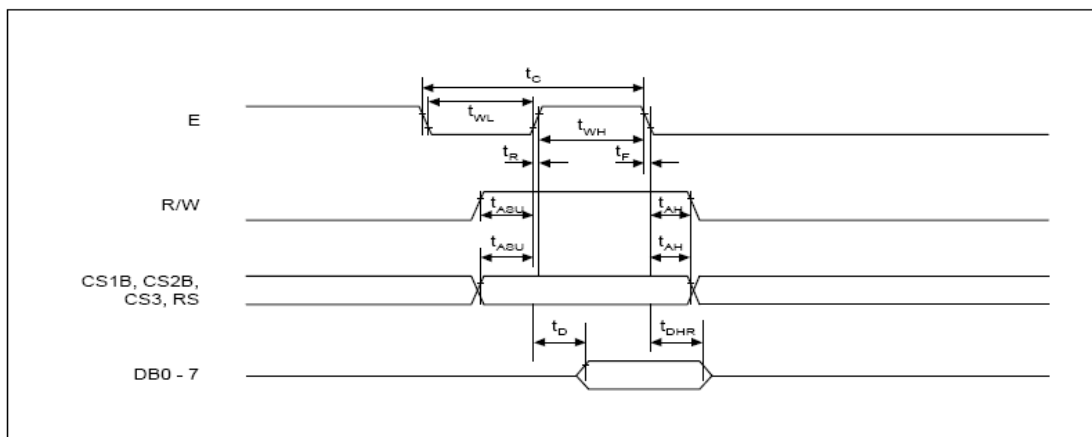 tC
tWL
E
tWH
tR
tF
R/W
tASU
tAH
tASU
tAH
CS1B, CS2B,
CS3, RS
tD
tDHR
DB0 - 7